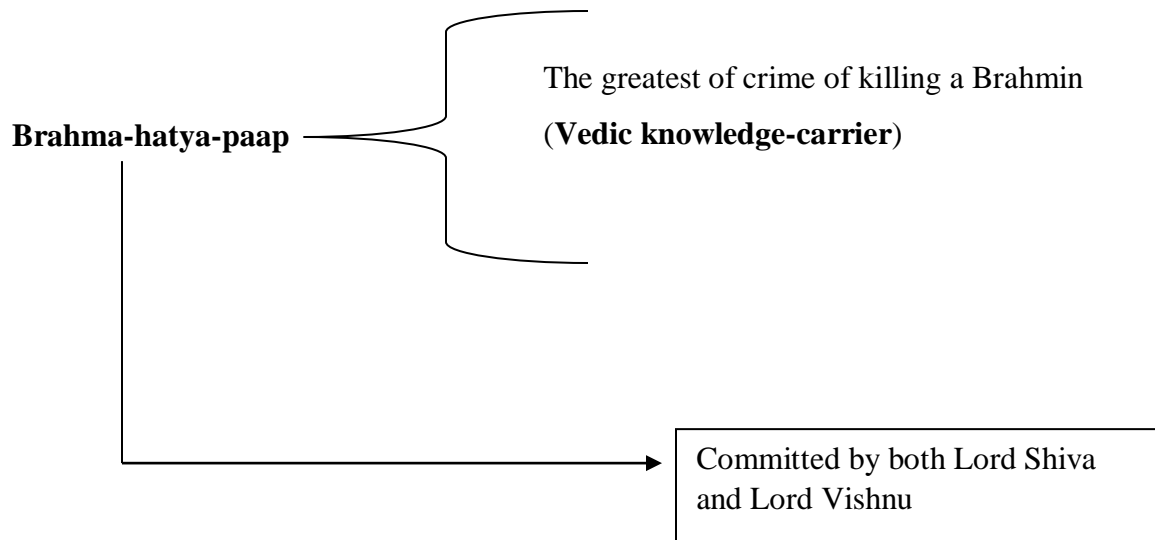 The greatest of crime of killing a Brahmin
Brahma-hatya-paap
(Vedic knowledge-carrier)
Committed by both Lord Shiva
and Lord Vishnu